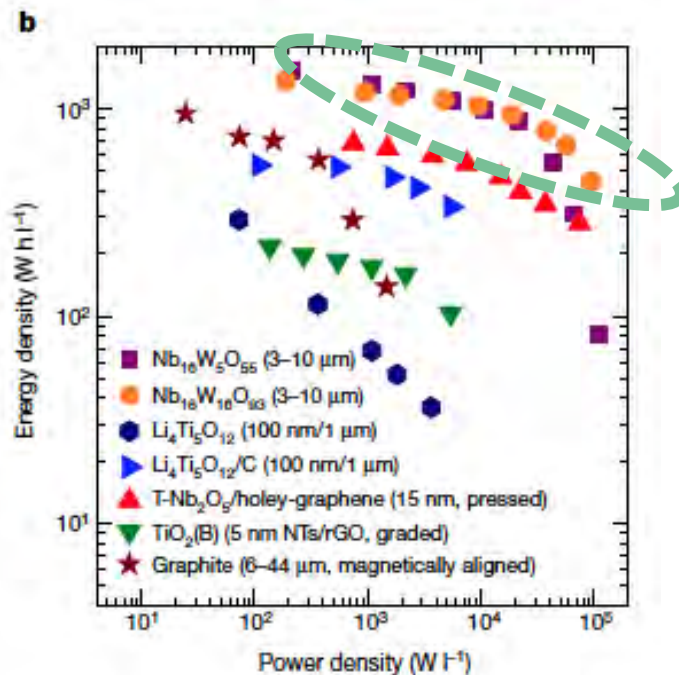 b
10³
10²
10¹
Energy density (W h l⁻¹)
Nb₁₆W₅O₅₅ (3–10 μm)
Nb₁₈W₁₆O₉₃ (3–10 μm)
Li₄Ti₅O₁₂ (100 nm/1 μm)
Li₄Ti₅O₁₂/C (100 nm/1 μm)
T-Nb₂O₅/holey-graphene (15 nm, pressed)
TiO₂(B) (5 nm NTs/rGO, graded)
Graphite (6–44 μm, magnetically aligned)
10¹ 10² 10³ 10⁴ 10⁵
Power density (W l⁻¹)